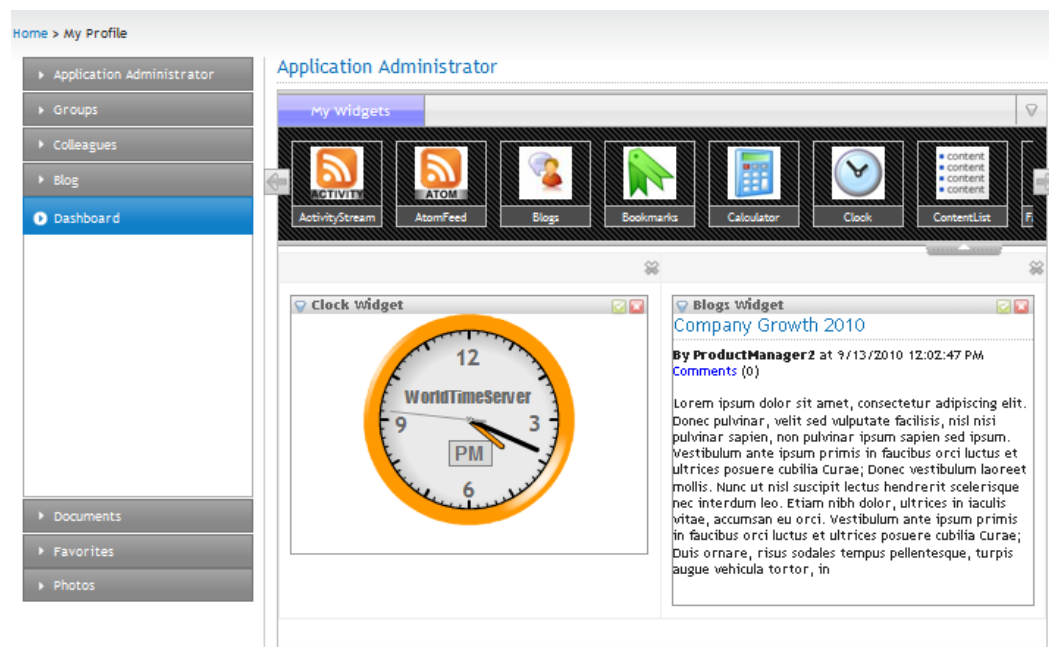 Home > My Profile
Application Administrator
Groups
Colleagues
Blog
Dashboard
Documents
Favorites
Photos
Application Administrator
My Widgets
ACTIVITY
ActivityStream
ATOM
AtomFeed
Blogs
Bookmarks
Calculator
Clock
content
content
content
content
ContentList
Clock Widget
12
WorldTimeServer
9
3
PM
6
Blogs Widget
Company Growth 2010
By ProductManager2 at 9/13/2010 12:02:47 PM
Comments (0)
Lorem ipsum dolor sit amet, consectetur adipiscing elit.
Donec pulvinar, velit sed vulputate facilisis, nisl nisi
pulvinar sapien, non pulvinar ipsum sapien sed ipsum.
Vestibulum ante ipsum primis in faucibus orci luctus et
ultrices posuere cubilia Curae; Donec vestibulum laoreet
mollis. Nunc ut nisl suscipit lectus hendrerit scelerisque
nec interdum leo. Etiam nibh dolor, ultrices in iaculis
vitae, accumsan eu orci. Vestibulum ante ipsum primis
in faucibus orci luctus et ultrices posuere cubilia Curae;
Duis ornare, risus sodales tempus pellentesque, turpis
augue vehicula tortor, in